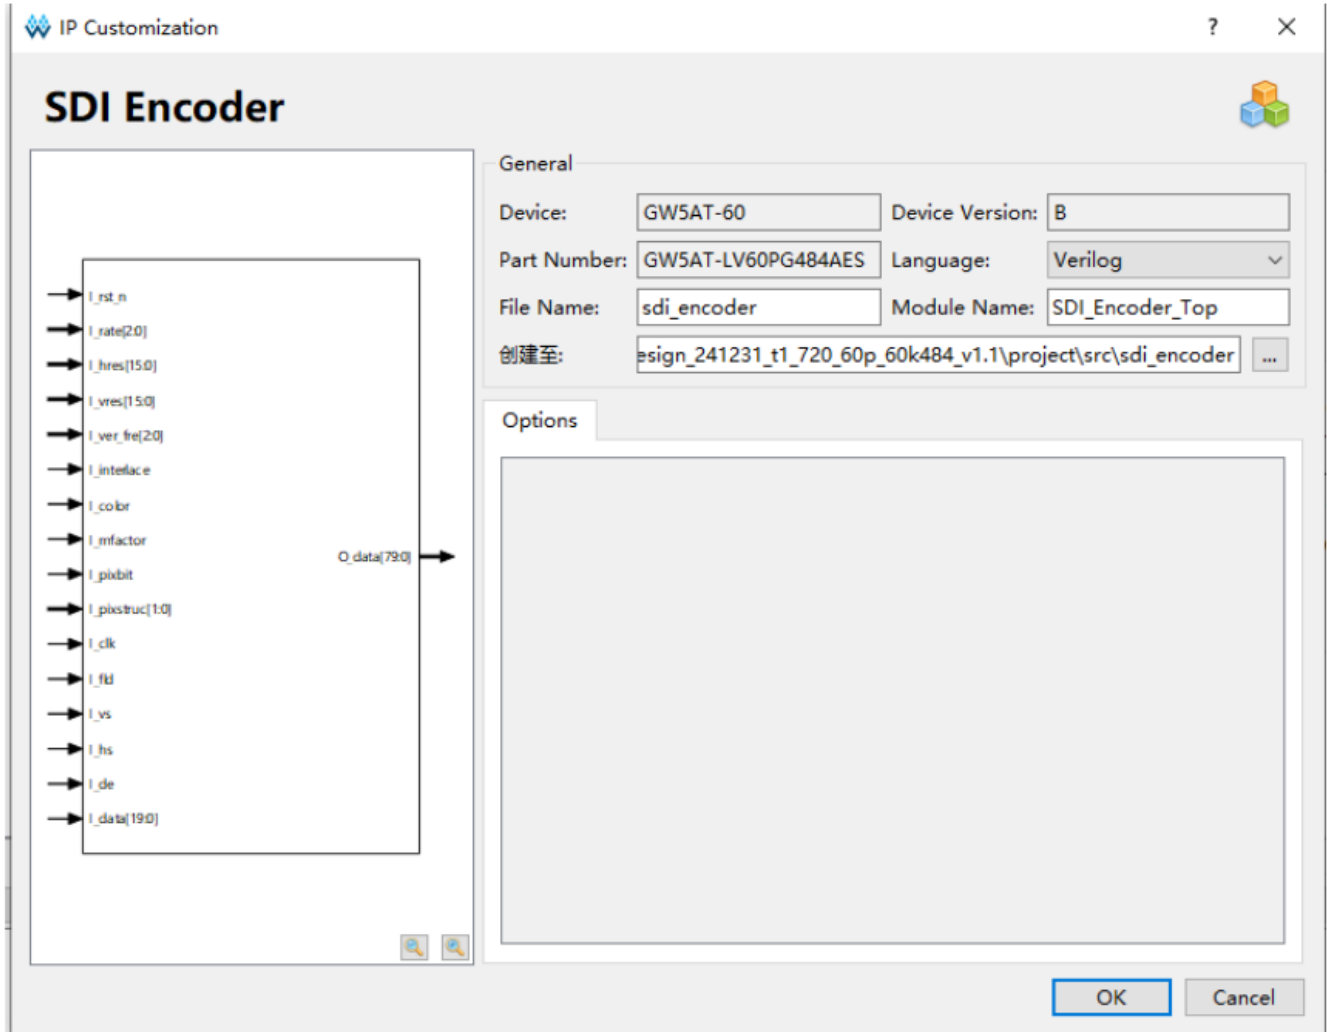 IP Customization
?
SDI Encoder
General
Device:
GW5AT-60
Device Version:
B
Part Number:
GW5AT-LV60PG484AES
Language:
Verilog
File Name:
sdi_encoder
Module Name:
SDI_Encoder_Top
创建至:
esign_241231_t1_720_60p_60k484_v1.1\project\src\sdi_encoder
...
Options
I_rst_n
I_rate[2:0]
I_hres[15:0]
I_vres[15:0]
I_ver_fre[2:0]
I_interlace
I_color
I_mfactor
I_pixbit
I_pixstruc[1:0]
I_clk
I_fld
I_vs
I_hs
I_de
I_data[19:0]
O_data[79:0]
OK
Cancel